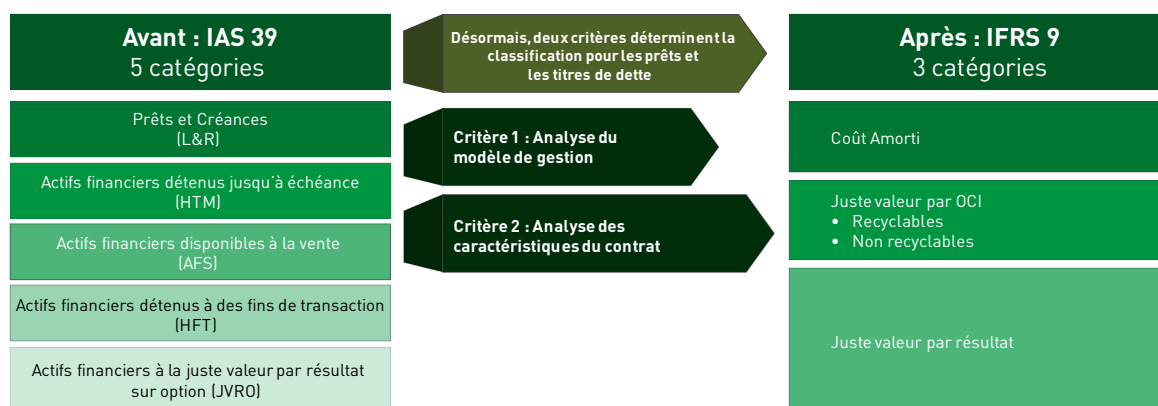 Avant : IAS 39
5 catégories
Prêts et Créances
(L&R)
Actifs financiers détenus jusqu'à échéance
(HTM)
Actifs financiers disponibles à la vente
(AFS)
Actifs financiers détenus à des fins de transaction
(HFT)
Actifs financiers à la juste valeur par résultat
sur option (JVRO)
Désormais, deux critères déterminent la
classification pour les prêts et
les titres de dette
Critère 1 : Analyse du
modèle de gestion
Critère 2 : Analyse des
caractéristiques du contrat
Après : IFRS 9
3 catégories
Coût Amorti
Juste valeur par OCI
• Recyclables
• Non recyclables
Juste valeur par résultat